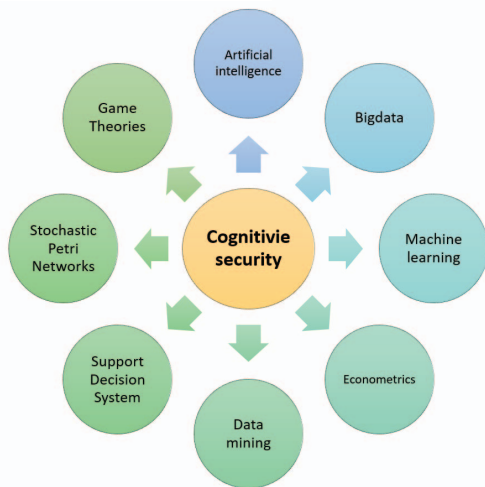 Artificial
intelligence
Bigdata
Machine
learning
Econometrics
Data
mining
Support
Decision
System
Stochastic
Petri
Networks
Game
Theories
Cognitivie
security